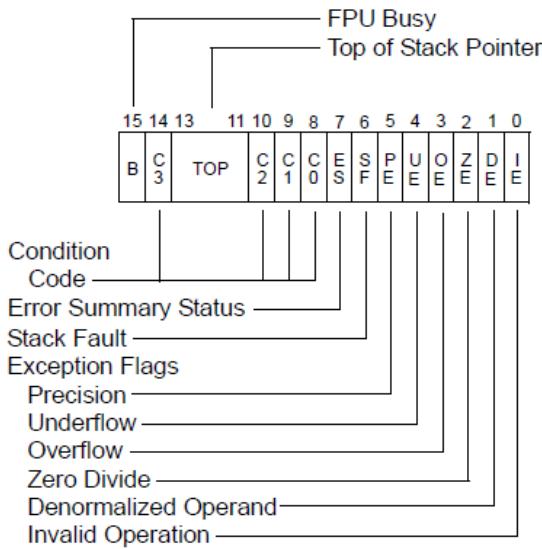 FPU Busy
Top of Stack Pointer
15 14 13 11 10 9 8 7 6 5 4 3 2 1 0
B C3 TOP C2 C1 C0 ES SF PE UE OE ZE DE IE
Condition
Code
Error Summary Status
Stack Fault
Exception Flags
Precision
Underflow
Overflow
Zero Divide
Denormalized Operand
Invalid Operation